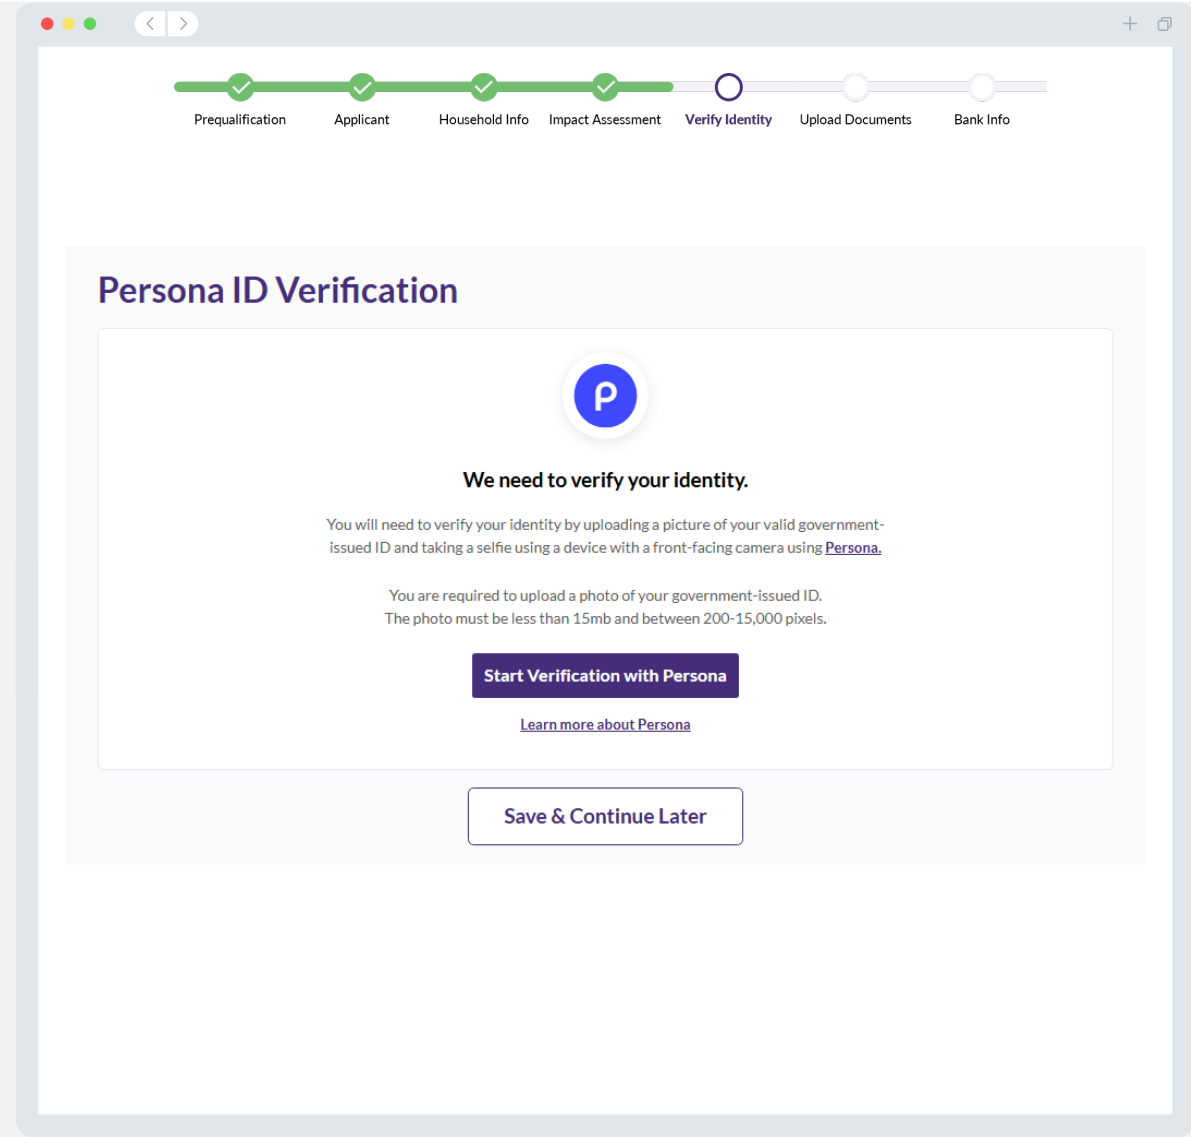 Prequalification
Applicant
Household Info
Impact Assessment
Verify Identity
Upload Documents
Bank Info
Persona ID Verification
P
We need to verify your identity.
You will need to verify your identity by uploading a picture of your valid government-
issued ID and taking a selfie using a device with a front-facing camera using Persona.
You are required to upload a photo of your government-issued ID.
The photo must be less than 15mb and between 200-15,000 pixels.
Start Verification with Persona
Learn more about Persona
Save & Continue Later